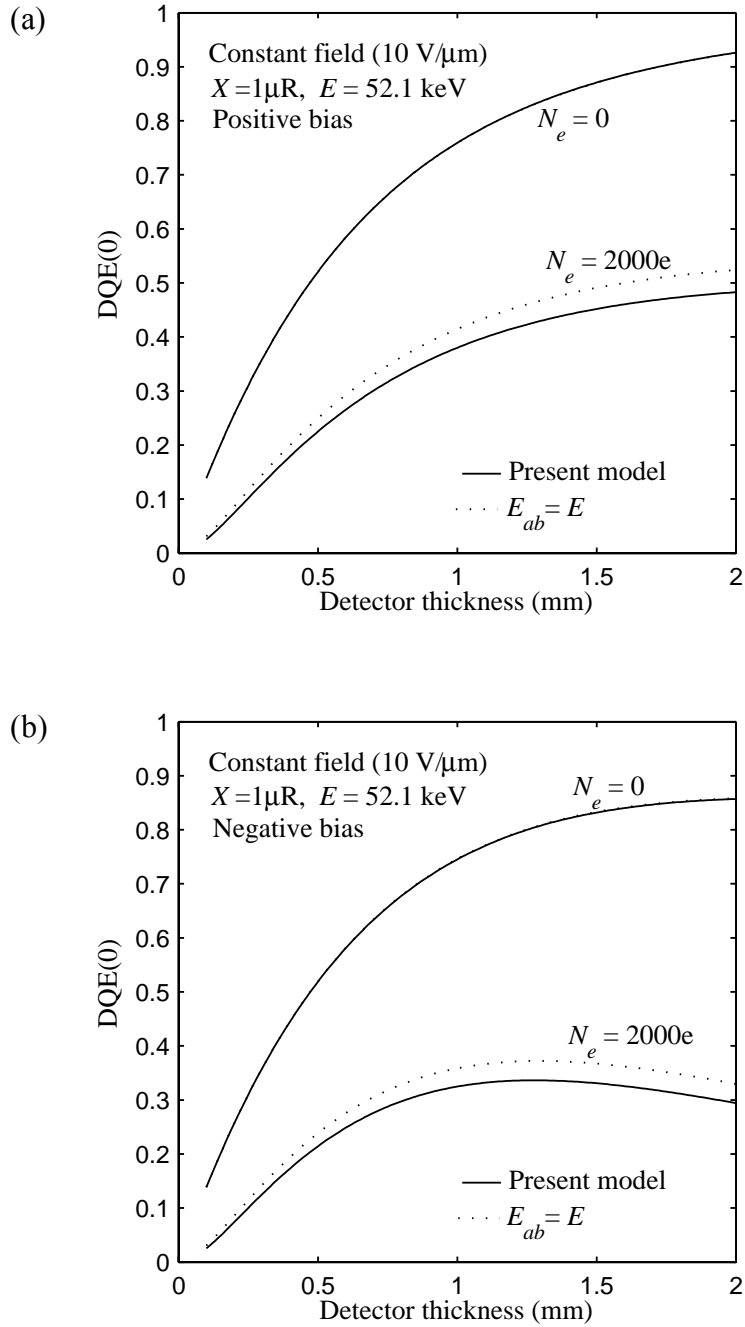 (a)
1
0.9
0.8
0.7
0.6
0.5
0.4
0.3
0.2
0.1
0
DQE(0)
Constant field (10 V/μm)
X =1μR, E = 52.1 keV
Positive bias
N_e = 0
N_e = 2000e
Present model
E_ab= E
0 0.5 1 1.5 2
Detector thickness (mm)
(b)
1
0.9
0.8
0.7
0.6
0.5
0.4
0.3
0.2
0.1
0
DQE(0)
Constant field (10 V/μm)
X =1μR, E = 52.1 keV
Negative bias
N_e = 0
N_e = 2000e
Present model
E_ab= E
0 0.5 1 1.5 2
Detector thickness (mm)